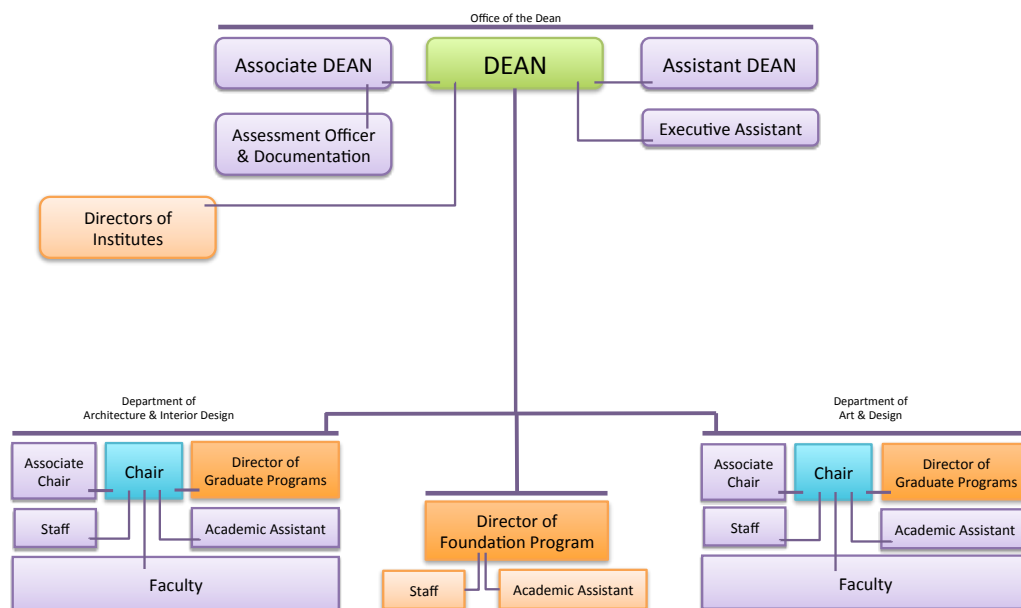 Office of the Dean
Associate DEAN
DEAN
Assistant DEAN
Assessment Officer
& Documentation
Executive Assistant
Directors of
Institutes
Department of
Architecture & Interior Design
Department of
Art & Design
Associate
Chair
Chair
Director of
Graduate Programs
Staff
Academic Assistant
Faculty
Director of
Foundation Program
Staff
Academic Assistant
Associate
Chair
Chair
Director of
Graduate Programs
Staff
Academic Assistant
Faculty